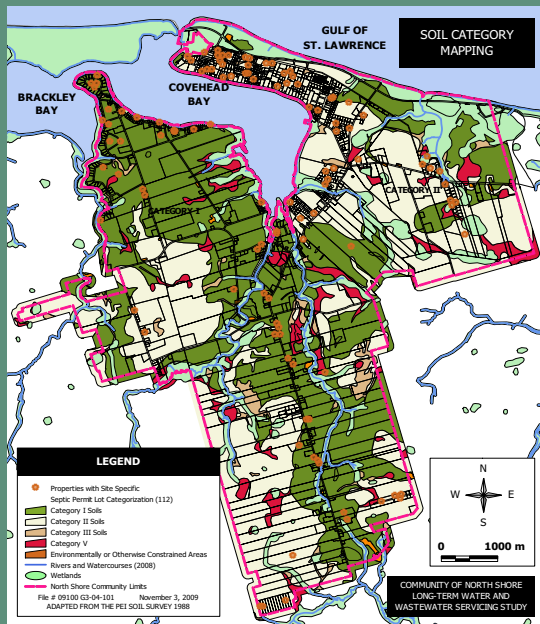 GULF OF
ST. LAWRENCE
SOIL CATEGORY
MAPPING
BRACKLEY
BAY
COVEHEAD
BAY
CATEGORY I
CATEGORY II
LEGEND
Properties with Site Specific
Septic Permit Lot Categorization (112)
Category I Soils
Category II Soils
Category III Soils
Category V
Environmentally or Otherwise Constrained Areas
Rivers and Watercourses (2008)
Wetlands
North Shore Community Limits
File # 09100 G3-04-101 November 3, 2009
ADAPTED FROM THE PEI SOIL SURVEY 1988
N
W E
S
0 1000 m
COMMUNITY OF NORTH SHORE
LONG-TERM WATER AND
WASTEWATER SERVICING STUDY